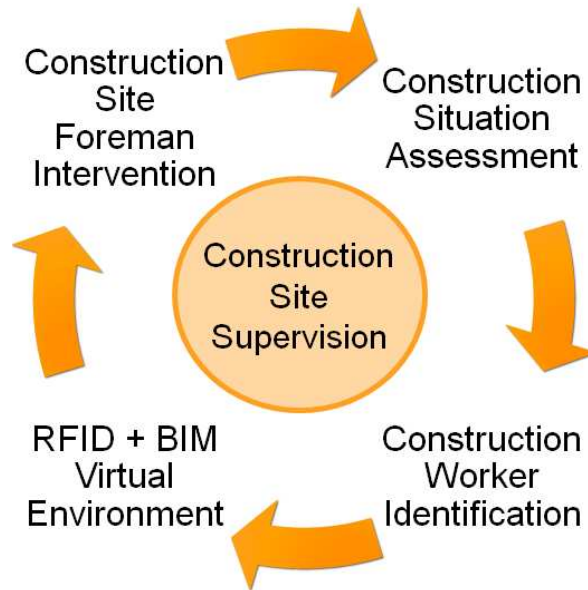 Construction
Site
Foreman
Intervention
Construction
Situation
Assessment
Construction
Site
Supervision
RFID + BIM
Virtual
Environment
Construction
Worker
Identification